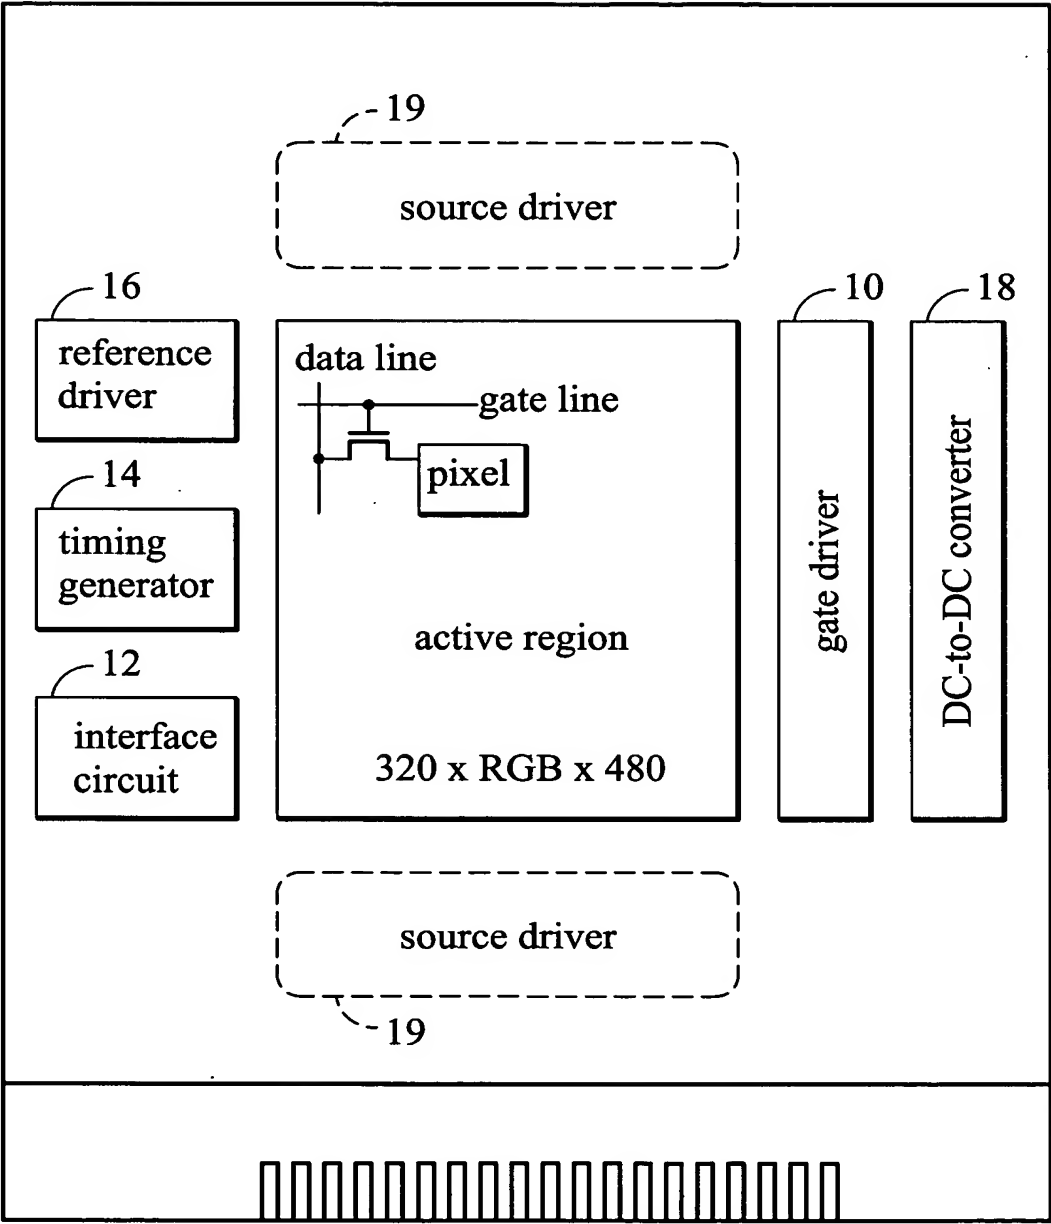 19
source driver
16
reference
driver
14
timing
generator
12
interface
circuit
data line
gate line
pixel
active region
320 x RGB x 480
10
gate driver
18
DC-to-DC converter
source driver
19